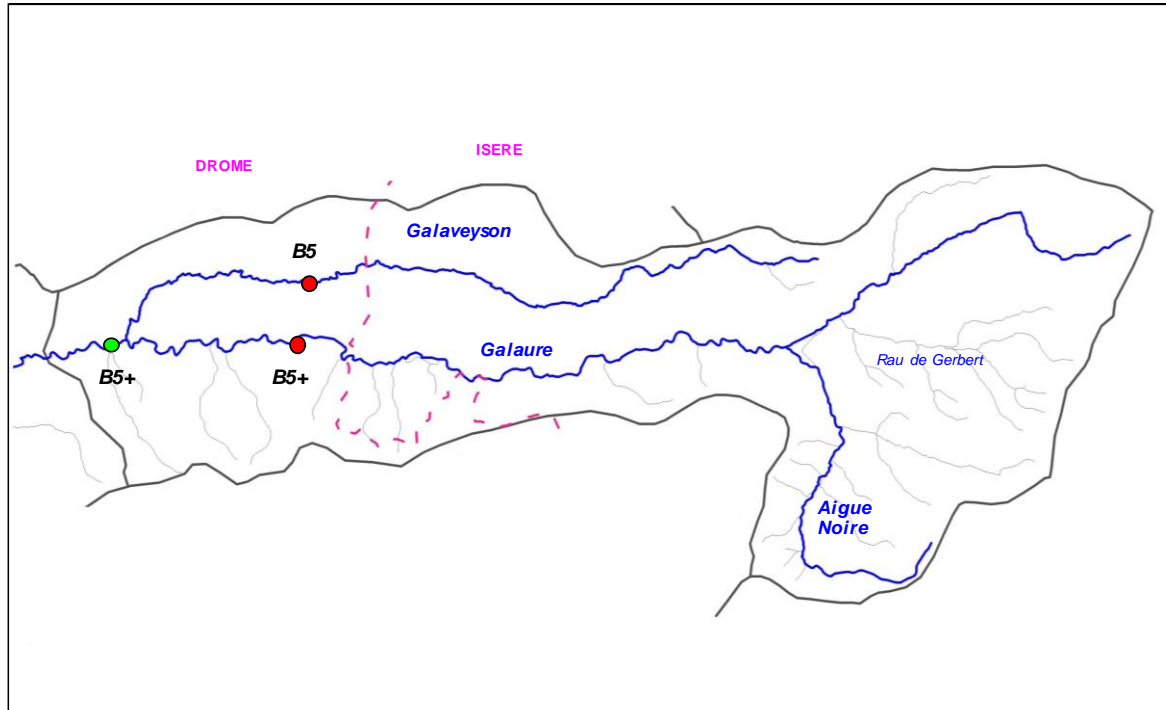 ISERE
DROME
Galaveyson
B5
Galaure
Rau de Gerbert
B5+
B5+
Aigue
Noire